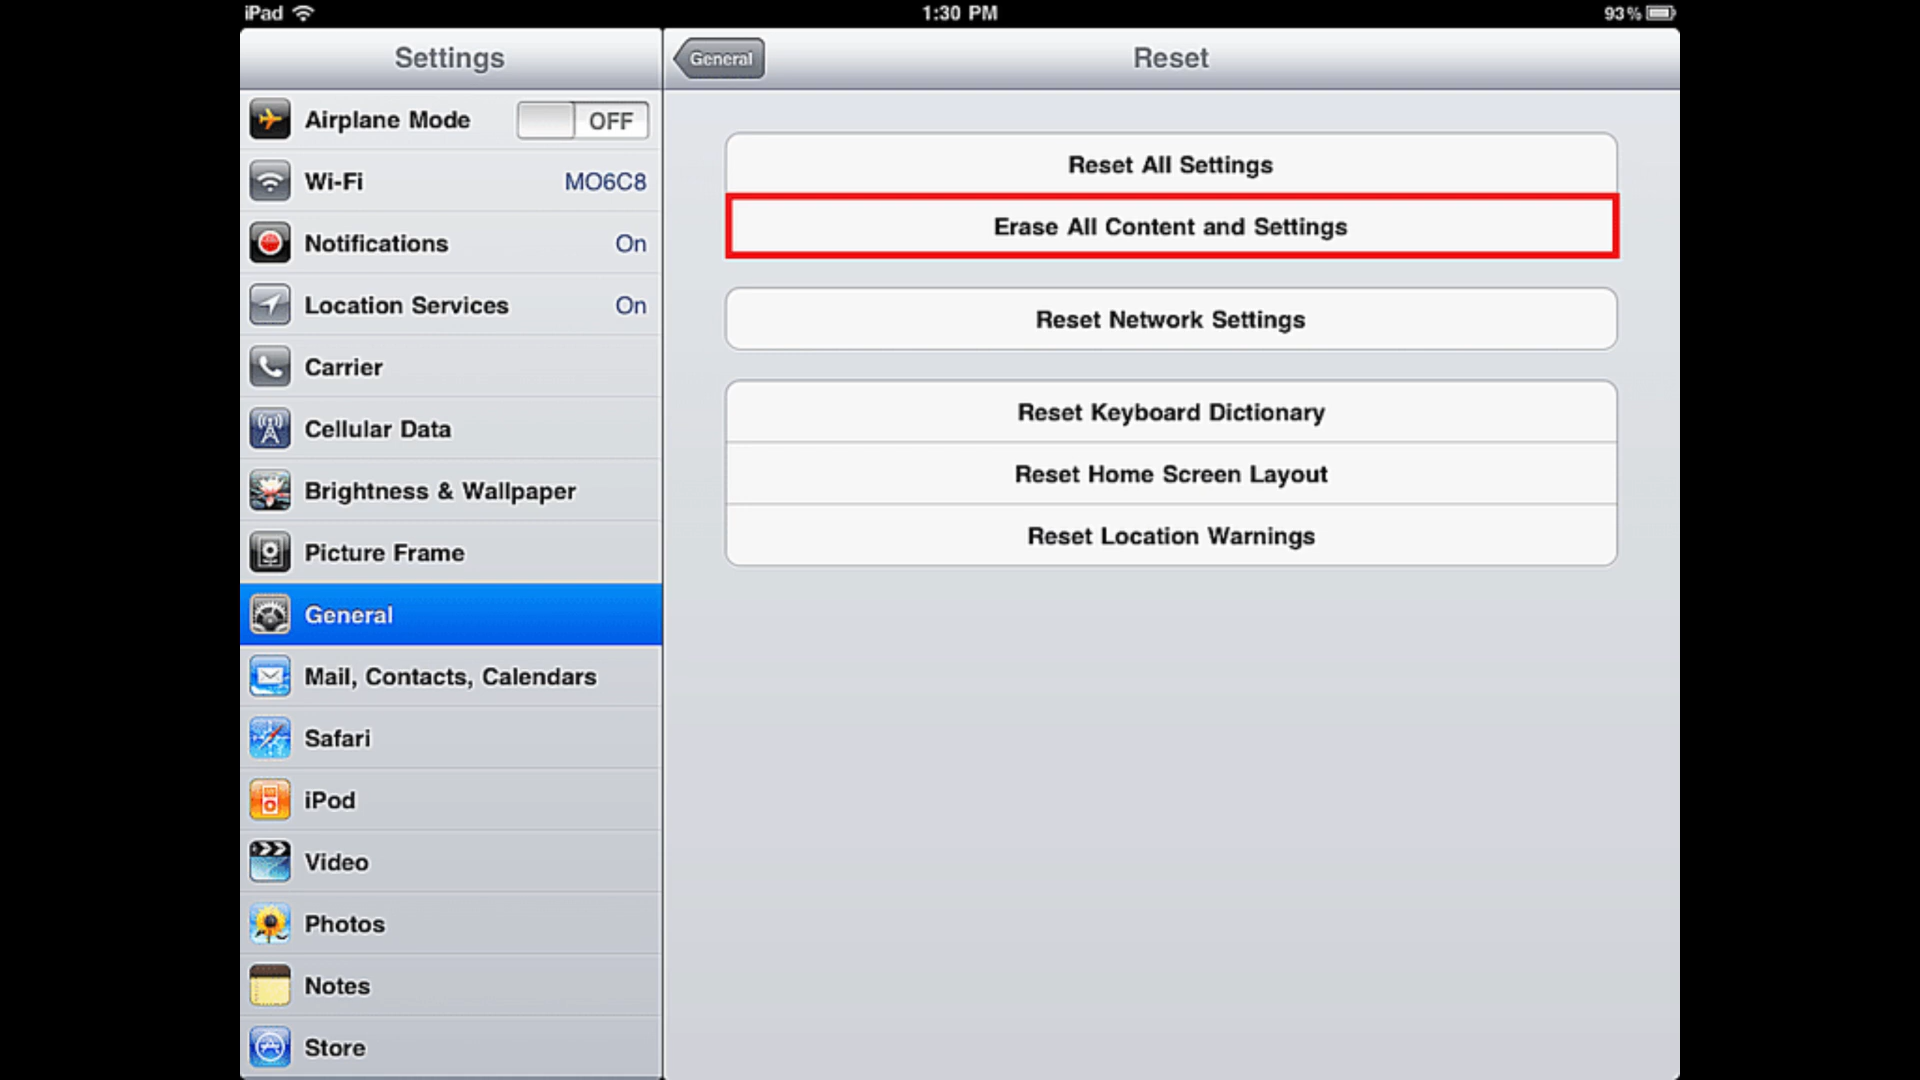 iPad 1:30 PM 93%
Settings
Airplane Mode OFF
Wi-Fi MO6C8
Notifications On
Location Services On
Carrier
Cellular Data
Brightness & Wallpaper
Picture Frame
General
Mail, Contacts, Calendars
Safari
iPod
Video
Photos
Notes
Store
General Reset
Reset All Settings
Erase All Content and Settings
Reset Network Settings
Reset Keyboard Dictionary
Reset Home Screen Layout
Reset Location Warnings